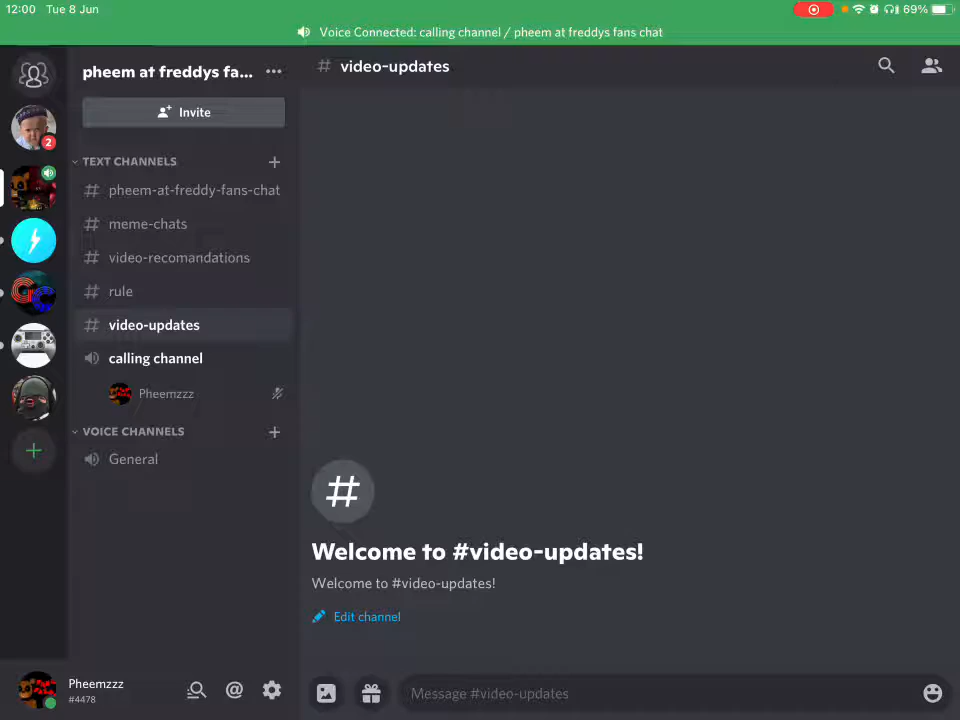 12:00 Tue 8 Jun
69%
Voice Connected: calling channel / pheem at freddys fans chat
pheem at freddys fa...
# video-updates
Invite
2
TEXT CHANNELS
# pheem-at-freddy-fans-chat
# meme-chats
# video-recomandations
# rule
# video-updates
calling channel
Pheemzzz
VOICE CHANNELS
General
#
Welcome to #video-updates!
Welcome to #video-updates!
Edit channel
Pheemzzz
#4478
@
Message #video-updates